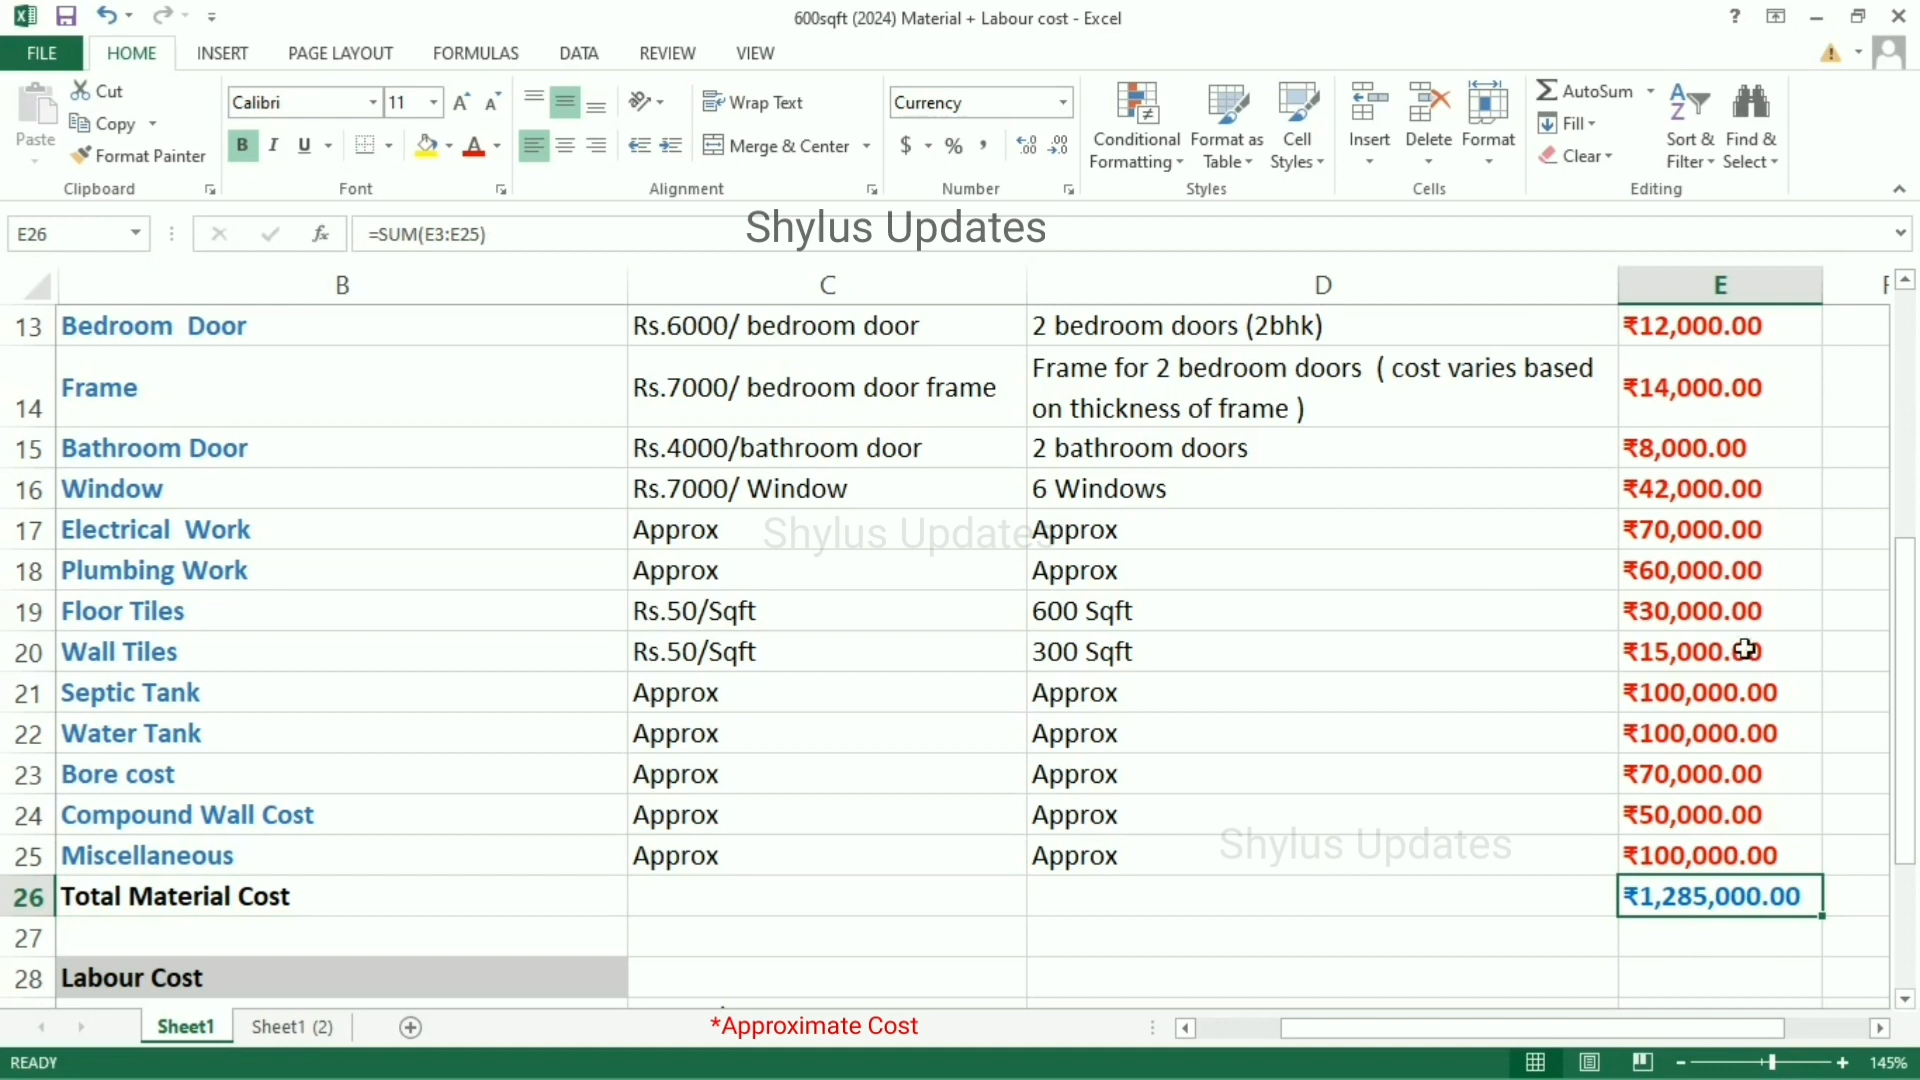 600sqft (2024) Material + Labour cost - Excel
?
FILE HOME INSERT PAGE LAYOUT FORMULAS DATA REVIEW VIEW
Paste
Cut
Copy
Format Painter
Clipboard
Calibri 11
B I U
Font
Wrap Text
Merge & Center
Alignment
Currency
$ % ,
Number
Conditional Formatting
Format as Table
Cell Styles
Styles
Insert Delete Format
Cells
AutoSum
Fill
Clear
Sort & Filter
Find & Select
Editing
E26 fx =SUM(E3:E25)
Shylus Updates
B C D E
13 Bedroom Door Rs.6000/ bedroom door 2 bedroom doors (2bhk) ₹12,000.00
14 Frame Rs.7000/ bedroom door frame Frame for 2 bedroom doors ( cost varies based
on thickness of frame ) ₹14,000.00
15 Bathroom Door Rs.4000/bathroom door 2 bathroom doors ₹8,000.00
16 Window Rs.7000/ Window 6 Windows ₹42,000.00
17 Electrical Work Approx Approx ₹70,000.00
Shylus Updates
18 Plumbing Work Approx Approx ₹60,000.00
19 Floor Tiles Rs.50/Sqft 600 Sqft ₹30,000.00
20 Wall Tiles Rs.50/Sqft 300 Sqft ₹15,000.00
21 Septic Tank Approx Approx ₹100,000.00
22 Water Tank Approx Approx ₹100,000.00
23 Bore cost Approx Approx ₹70,000.00
24 Compound Wall Cost Approx Approx ₹50,000.00
Shylus Updates
25 Miscellaneous Approx Approx ₹100,000.00
26 Total Material Cost ₹1,285,000.00
27
28 Labour Cost
Sheet1 Sheet1 (2)
*Approximate Cost
READY 145%